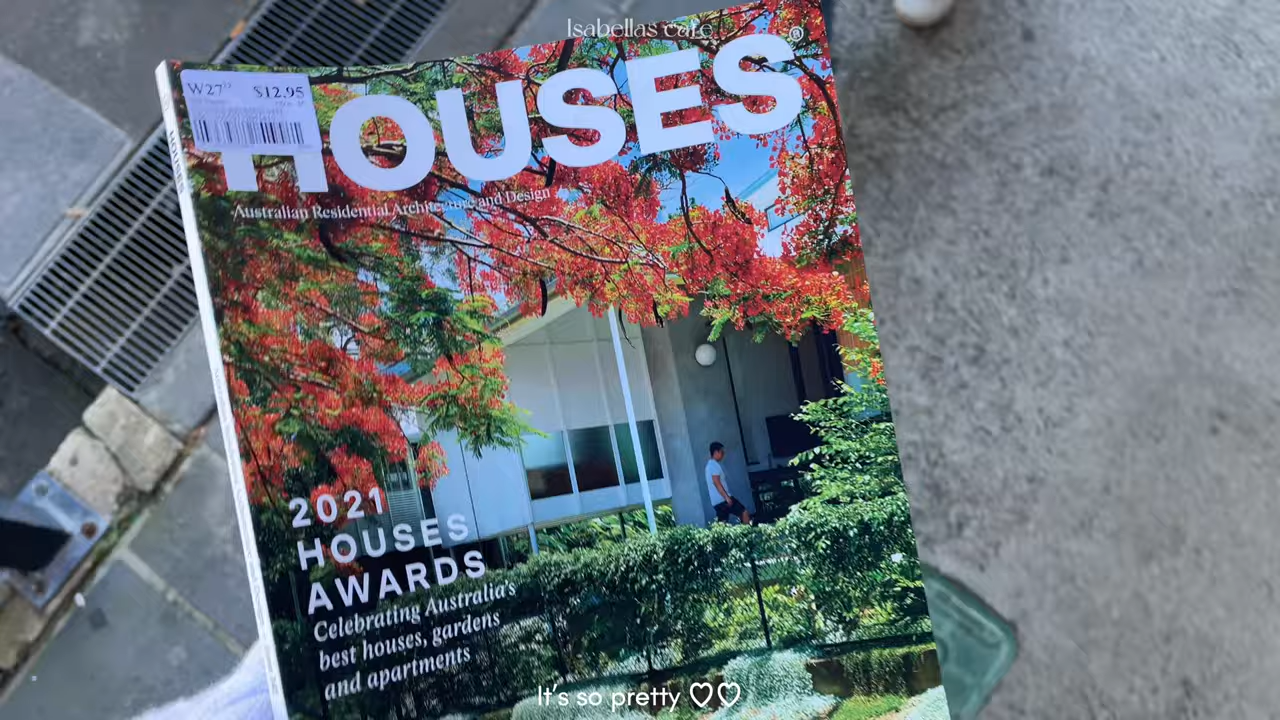 Isabellas care
W27
$12.95
HOUSES®
Australian Residential Architecture and Design
2021
HOUSES
AWARDS
Celebrating Australia's
best houses, gardens
and apartments
It's so pretty ♡♡